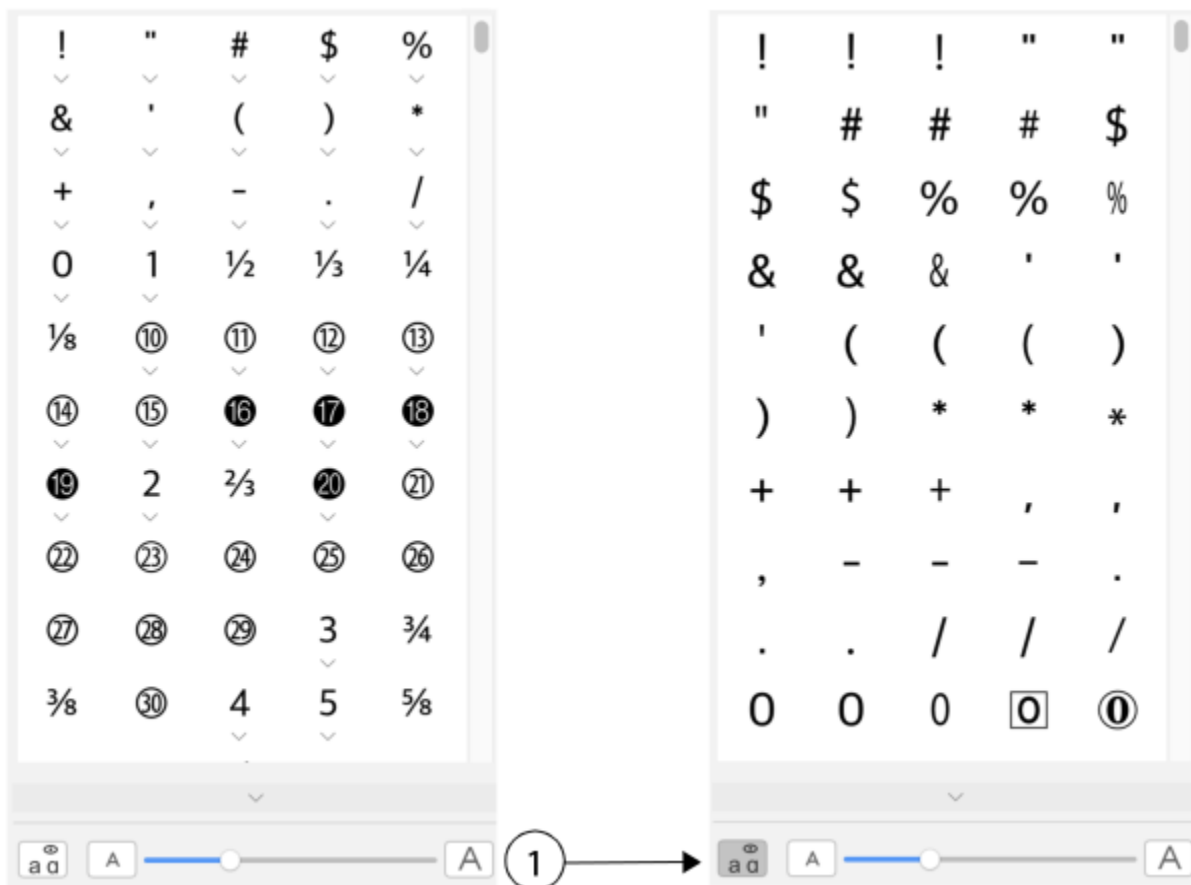 ! " # $ %
& ' ( ) *
+ , - . /
0 1 ½ ⅓ ¼
⅛ ⑩ ⑪ ⑫ ⑬
⑭ ⑮ ⓰ ⓱ ⓲
⓳ 2 ⅔ ⓴ ㉑
㉒ ㉓ ㉔ ㉕ ㉖
㉗ ㉘ ㉙ 3 ¾
⅜ ㉚ 4 5 ⅝
aɑ A A
1
! ! ! " "
" # # # $
$ $ % % %
& & & ' '
' ( ( ( )
) ) * * *
+ + + , ,
, - - - .
. . / / /
0 0 0 0 0
aɑ A A